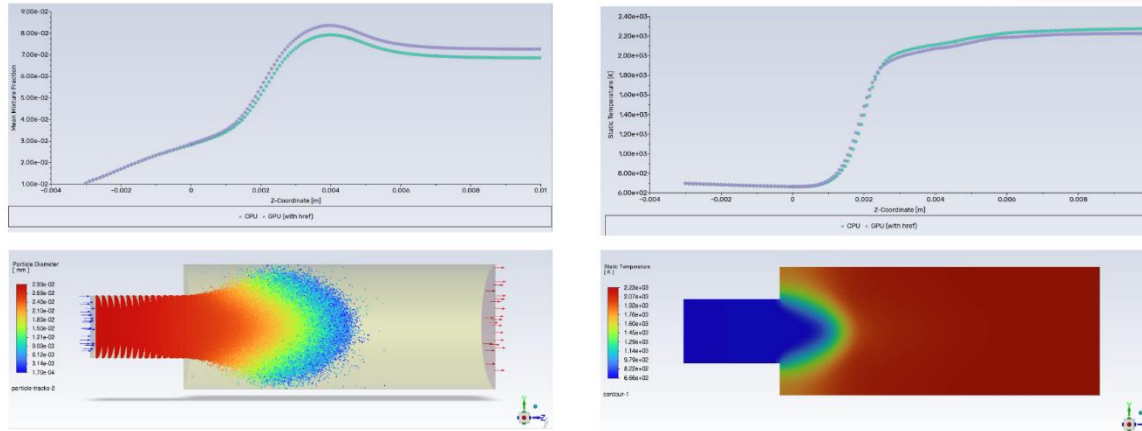 9.00E-02
8.00E-02
7.00E-02
6.00E-02
5.00E-02
4.00E-02
3.00E-02
2.00E-02
1.00E-02
Mean Mixture Fraction
-0.004
-0.002
0
0.002
0.004
0.006
0.008
0.01
Z-Coordinate [m]
CPU
GPU (with href)
2.40e+03
2.20e+03
2.00e+03
1.80e+03
1.60e+03
1.40e+03
1.20e+03
1.00e+03
8.00e+02
6.00e+02
Static Temperature [K]
-0.004
-0.002
0
0.002
0.004
0.006
0.008
Z-Coordinate [m]
CPU
GPU (with href)
Particle Diameter
[ mm ]
2.99e-02
2.69e-02
2.40e-02
2.10e-02
1.80e-02
1.50e-02
1.21e-02
9.09e-03
6.12e-03
3.14e-03
1.70e-04
particle-tracks-2
Y
Z
Static Temperature
[ K ]
2.23e+03
2.07e+03
1.92e+03
1.76e+03
1.60e+03
1.45e+03
1.29e+03
1.14e+03
9.79e+02
8.22e+02
6.66e+02
contour-1
Y
Z